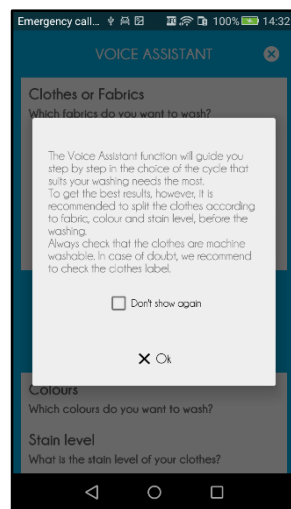 Emergency call... 100% 14:32
VOICE ASSISTANT
Clothes or Fabrics
Which fabrics do you want to wash?
The Voice Assistant function will guide you
step by step in the choice of the cycle that
suits your washing needs the most.
To get the best results, however, it is
recommended to split the clothes according
to fabric, colour and stain level, before the
washing.
Always check that the clothes are machine
washable. In case of doubt, we recommend
to check the clothes label.
Don't show again
Ok
Colours
Which colours do you want to wash?
Stain level
What is the stain level of your clothes?